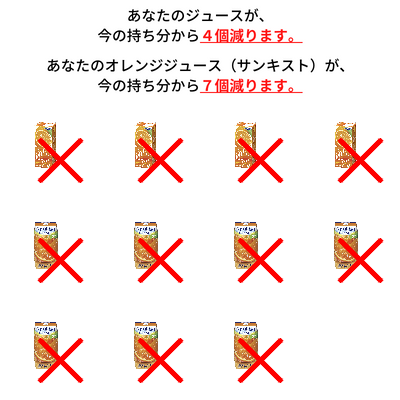 あなたのジュースが、
今の持ち分から４個減ります。
あなたのオレンジジュース（サンキスト）が、
今の持ち分から７個減ります。